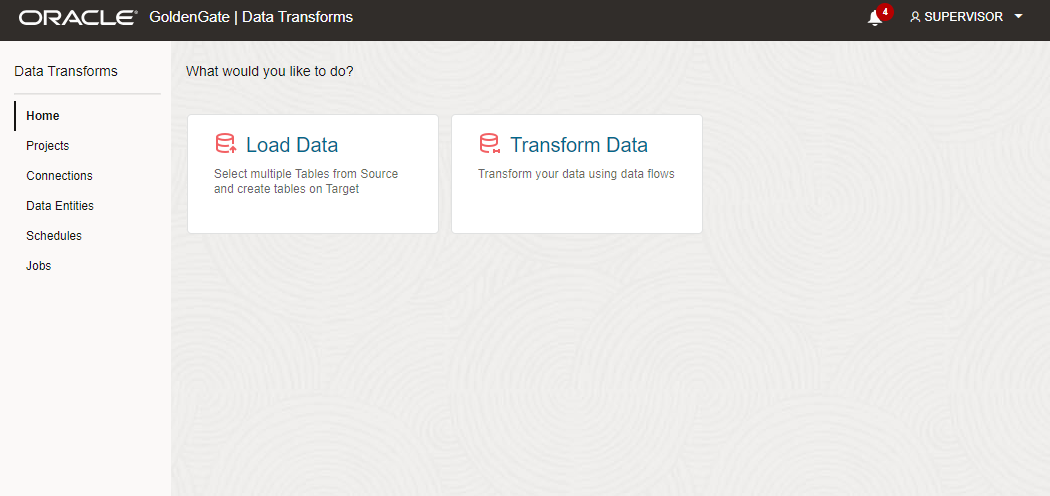 ORACLE® GoldenGate | Data Transforms 4 SUPERVISOR
Data Transforms
Home
Projects
Connections
Data Entities
Schedules
Jobs
What would you like to do?
Load Data
Select multiple Tables from Source
and create tables on Target
Transform Data
Transform your data using data flows